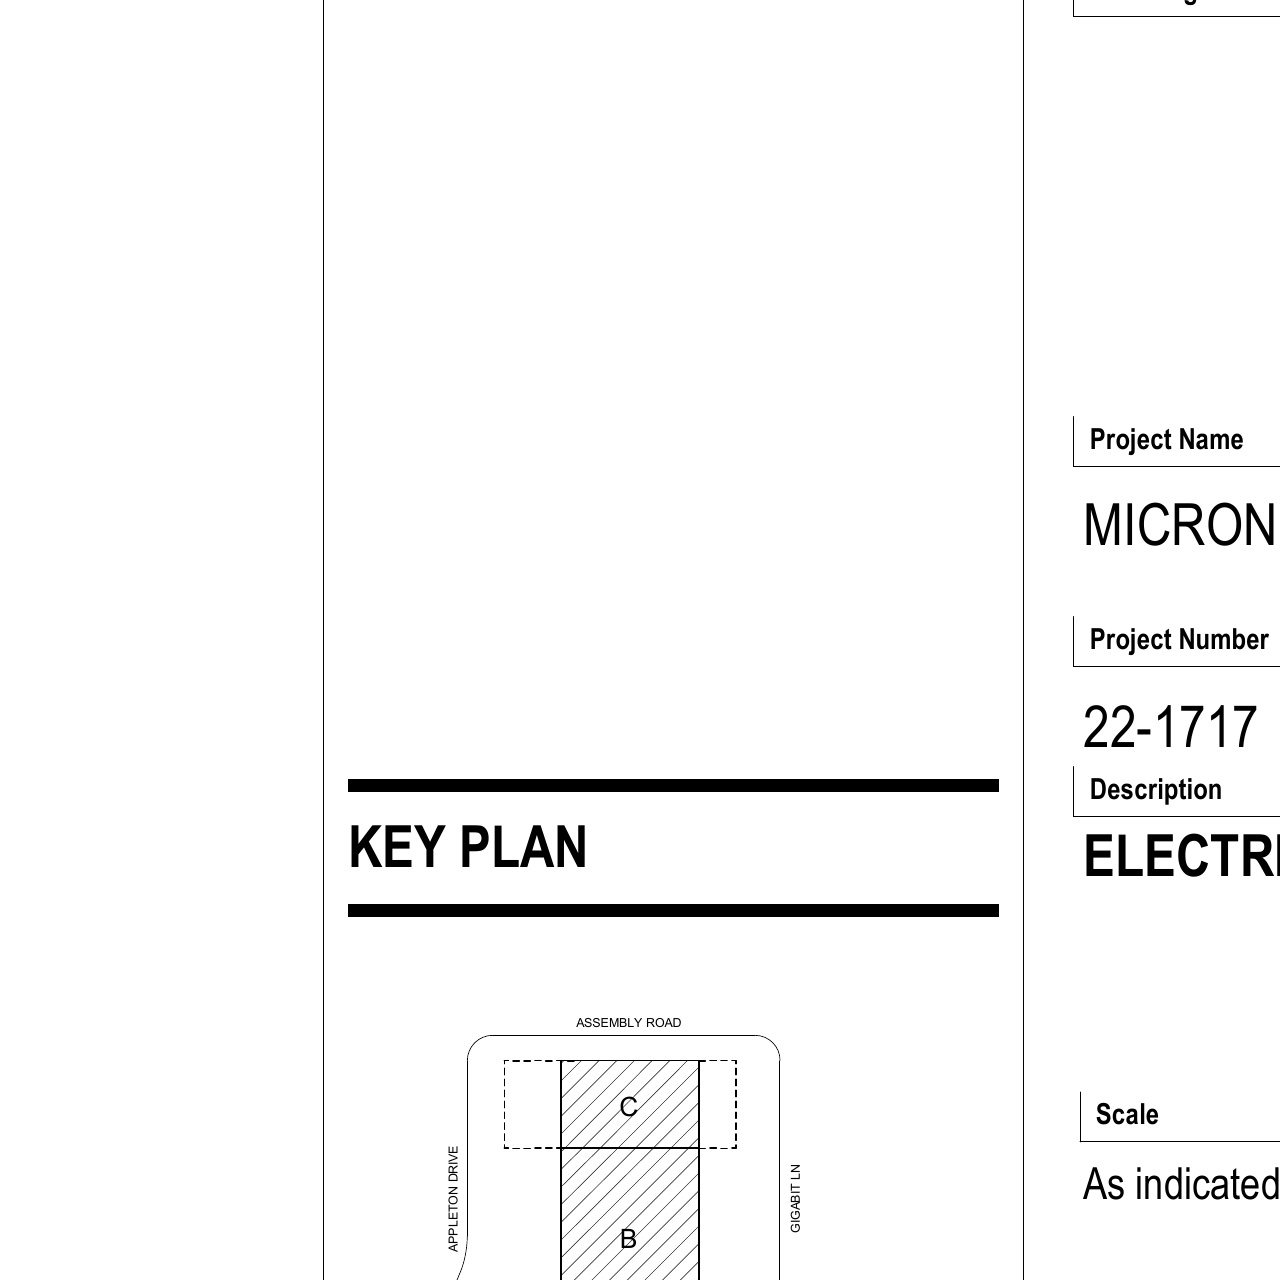 Project Name
MICRON
Project Number
22-1717
Description
KEY PLAN
ASSEMBLY ROAD
C
Scale
APPLETON DRIVE
GIGABIT LN
As indicated
B